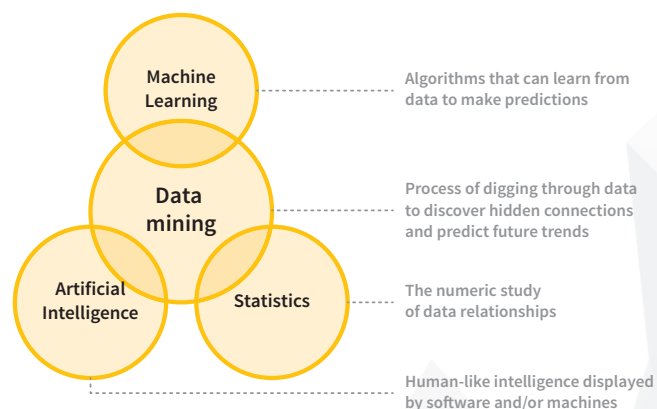 Machine
Learning
Algorithms that can learn from
data to make predictions
Data
mining
Process of digging through data
to discover hidden connections
and predict future trends
Artificial
Intelligence
Statistics
The numeric study
of data relationships
Human-like intelligence displayed
by software and/or machines